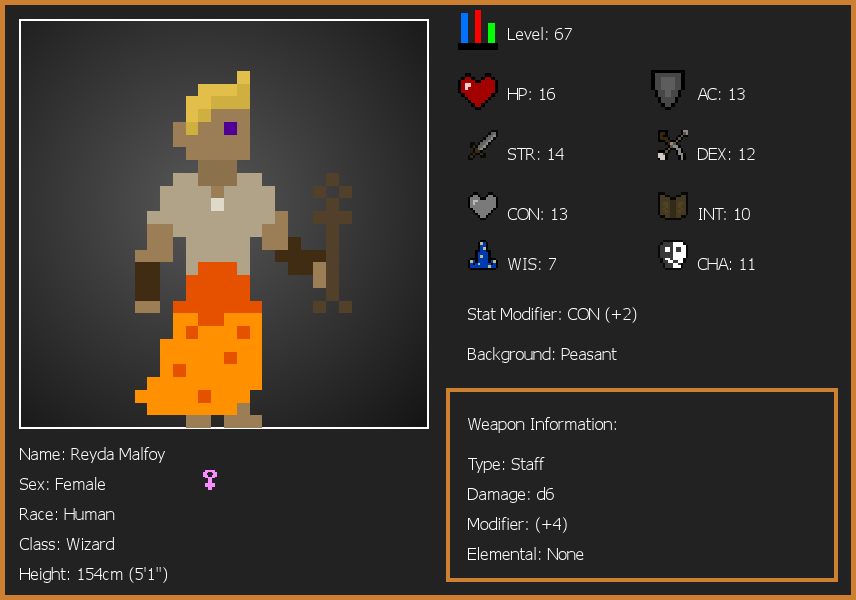 Level: 67
HP: 16
AC: 13
STR: 14
DEX: 12
CON: 13
INT: 10
WIS: 7
CHA: 11
Stat Modifier: CON (+2)
Background: Peasant
Weapon Information:
Type: Staff
Damage: d6
Modifier: (+4)
Elemental: None
Name: Reyda Malfoy
Sex: Female
Race: Human
Class: Wizard
Height: 154cm (5'1")